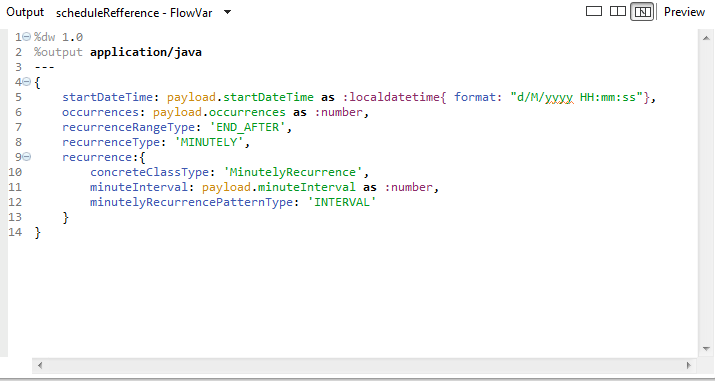 Output scheduleRefference - FlowVar Preview
1 %dw 1.0
2 %output application/java
3 ---
4 {
5 startDateTime: payload.startDateTime as :localdatetime{ format: "d/M/yyyy HH:mm:ss"},
6 occurrences: payload.occurrences as :number,
7 recurrenceRangeType: 'END_AFTER',
8 recurrenceType: 'MINUTELY',
9 recurrence:{
10 concreteClassType: 'MinutelyRecurrence',
11 minuteInterval: payload.minuteInterval as :number,
12 minutelyRecurrencePatternType: 'INTERVAL'
13 }
14 }